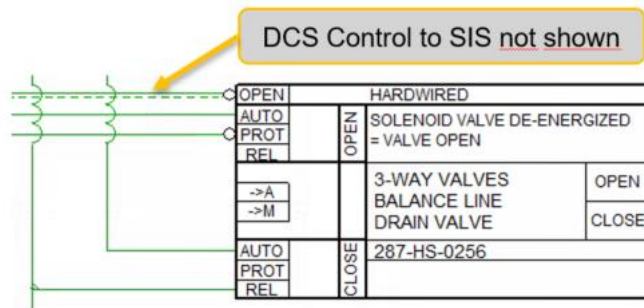 DCS Control to SIS not shown
OPEN HARDWIRED
AUTO
PROT
REL
OPEN
SOLENOID VALVE DE-ENERGIZED
= VALVE OPEN
->A
->M
3-WAY VALVES
BALANCE LINE
DRAIN VALVE
OPEN
CLOSE
AUTO
PROT
REL
CLOSE
287-HS-0256